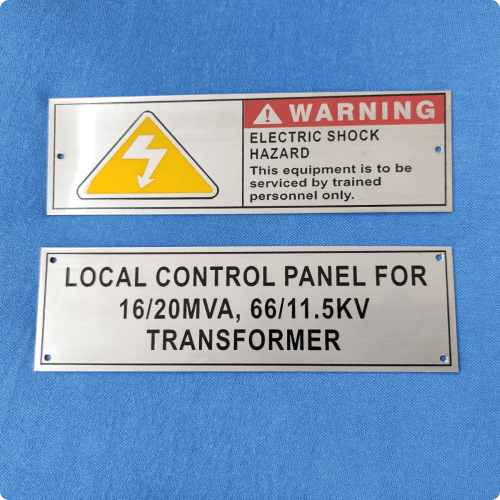 WARNING
ELECTRIC SHOCK
HAZARD
This equipment is to be
serviced by trained
personnel only.
LOCAL CONTROL PANEL FOR
16/20MVA, 66/11.5KV
TRANSFORMER